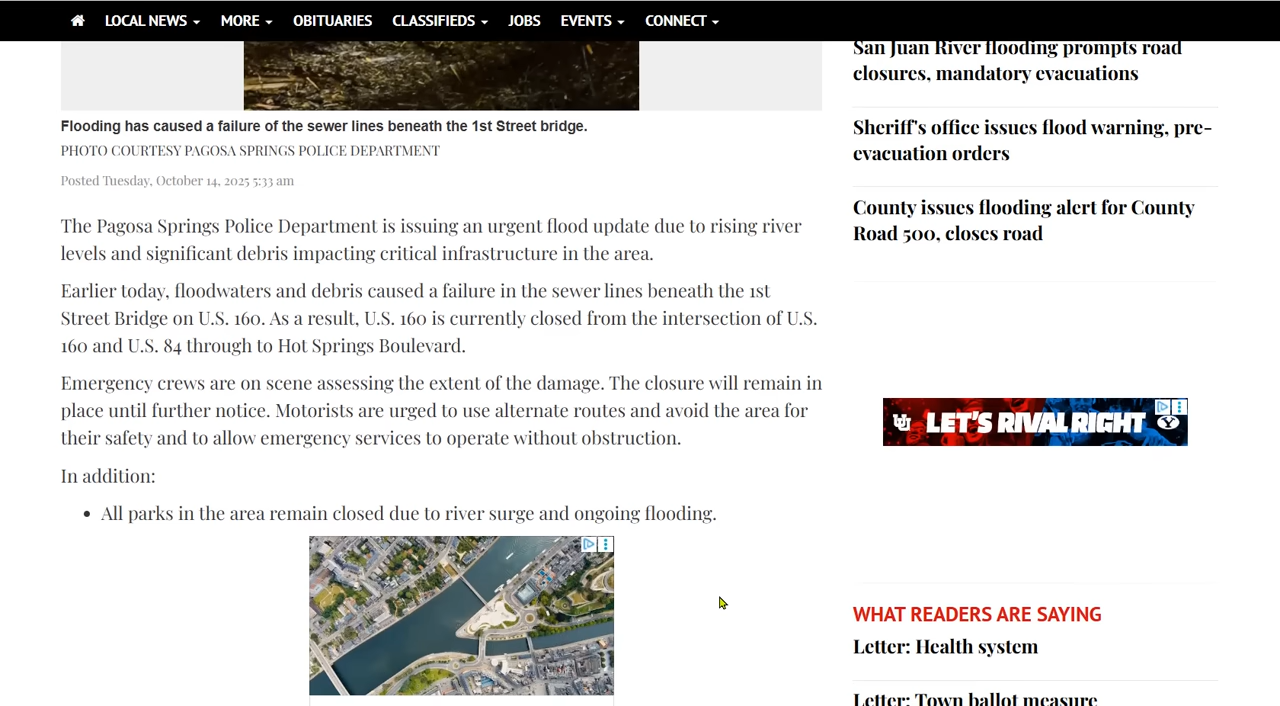 LOCAL NEWS MORE OBITUARIES CLASSIFIEDS JOBS EVENTS CONNECT
Flooding has caused a failure of the sewer lines beneath the 1st Street bridge.
PHOTO COURTESY PAGOSA SPRINGS POLICE DEPARTMENT
Posted Tuesday, October 14, 2025 5:33 am
The Pagosa Springs Police Department is issuing an urgent flood update due to rising river
levels and significant debris impacting critical infrastructure in the area.
Earlier today, floodwaters and debris caused a failure in the sewer lines beneath the 1st
Street Bridge on U.S. 160. As a result, U.S. 160 is currently closed from the intersection of U.S.
160 and U.S. 84 through to Hot Springs Boulevard.
Emergency crews are on scene assessing the extent of the damage. The closure will remain in
place until further notice. Motorists are urged to use alternate routes and avoid the area for
their safety and to allow emergency services to operate without obstruction.
In addition:
• All parks in the area remain closed due to river surge and ongoing flooding.
San Juan River flooding prompts road
closures, mandatory evacuations
Sheriff's office issues flood warning, pre-
evacuation orders
County issues flooding alert for County
Road 500, closes road
LET'S RIVAL RIGHT
WHAT READERS ARE SAYING
Letter: Health system
Letter: Town ballot measure